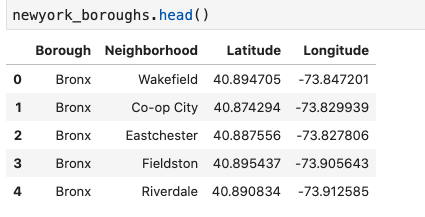 newyork_boroughs.head()
Borough Neighborhood Latitude Longitude
0 Bronx Wakefield 40.894705 -73.847201
1 Bronx Co-op City 40.874294 -73.829939
2 Bronx Eastchester 40.887556 -73.827806
3 Bronx Fieldston 40.895437 -73.905643
4 Bronx Riverdale 40.890834 -73.912585